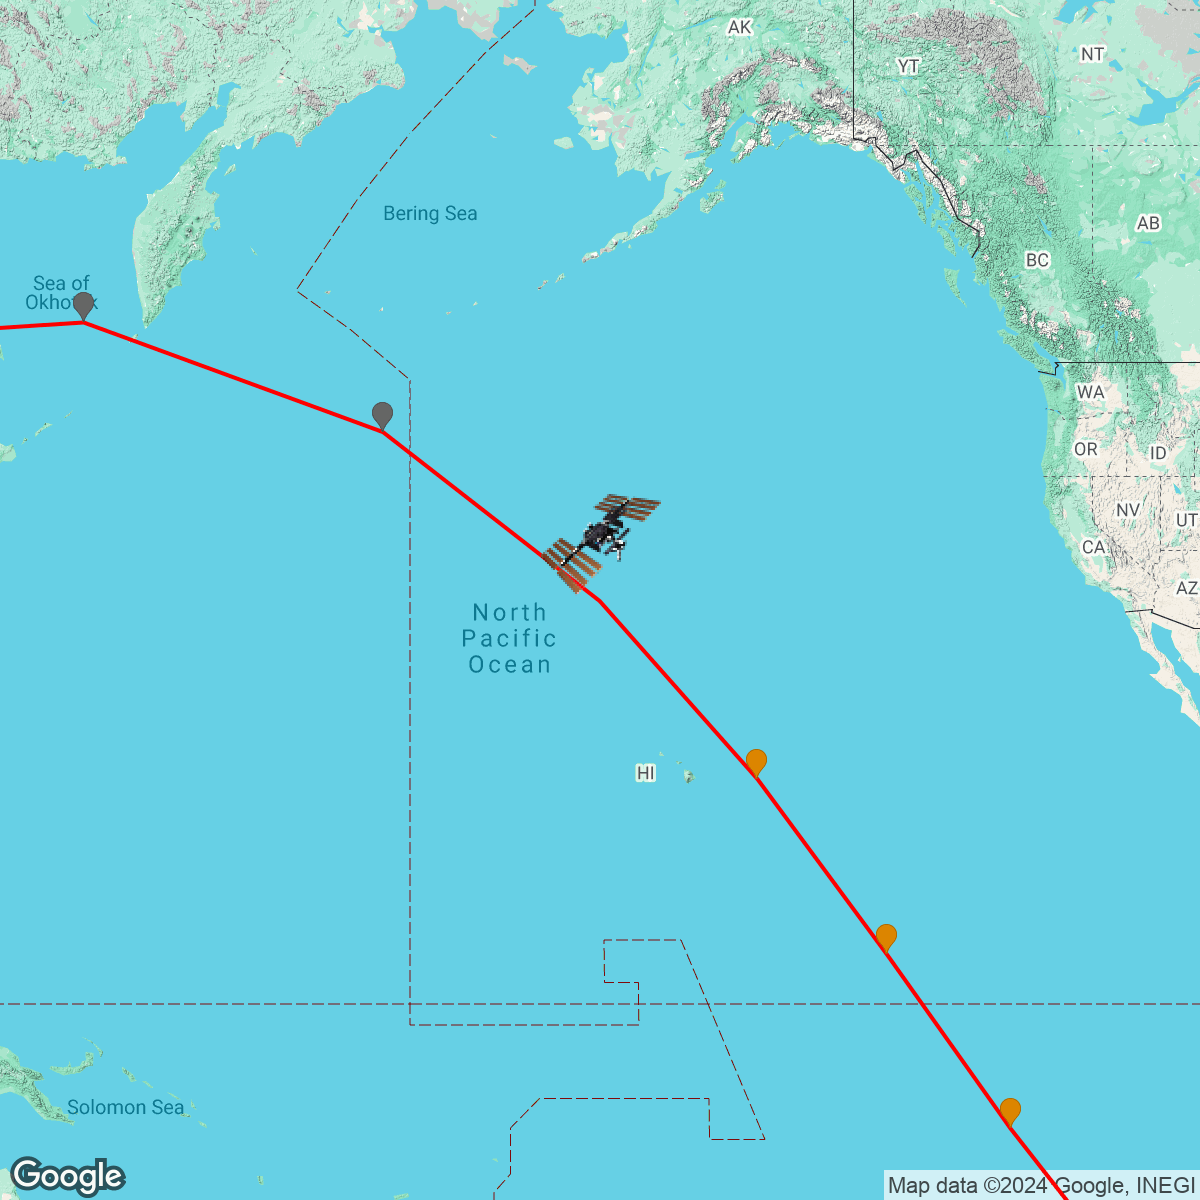 AK
NT
YT
Bering Sea
AB
BC
Sea of
Okhotsk
WA
OR
ID
NV
UT
CA
AZ
North
Pacific
Ocean
HI
Solomon Sea
Google
Map data ©2024 Google, INEGI